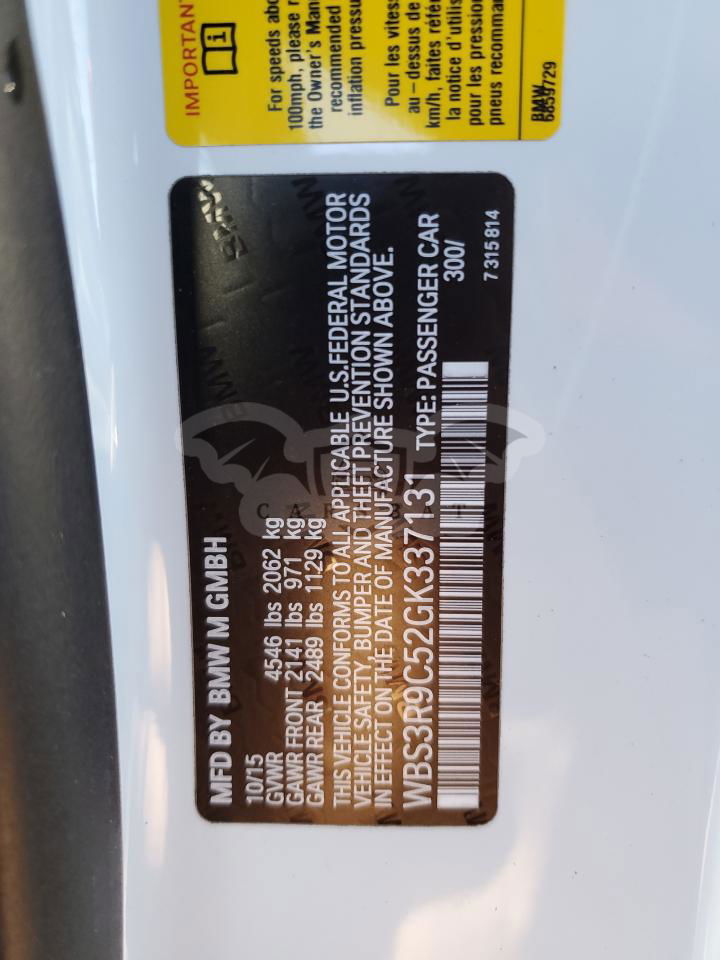 IMPORTANT
For speeds abo
100mph, please r
the Owner's Man
recommended
inflation pressu
Pour les vitess
au-dessus de
km/h, faites réfé
la notice d'utilis
pour les pression
pneus recomman
BMW
6859729
MFD BY BMW M GMBH
10/15
GVWR 4546 lbs 2062 kg
GAWR FRONT 2141 lbs 971 kg
GAWR REAR 2489 lbs 1129 kg
THIS VEHICLE CONFORMS TO ALL APPLICABLE U.S.FEDERAL MOTOR
VEHICLE SAFETY, BUMPER AND THEFT PREVENTION STANDARDS
IN EFFECT ON THE DATE OF MANUFACTURE SHOWN ABOVE.
WBS3R9C52GK337131 TYPE: PASSENGER CAR
300/
7 315 814